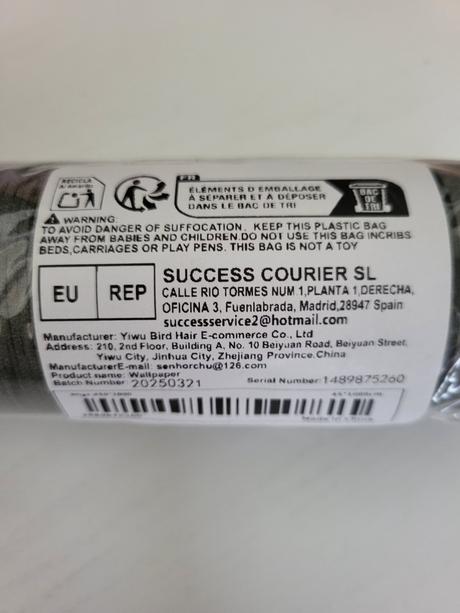 RECICLA
Al Amarillo
FR
ÉLÉMENTS D EMBALLAGE
À SÉPARER ET À DÉPOSER
DANS LE BAC DE TRI
BAC
DE
TRI
WARNING:
TO AVOID DANGER OF SUFFOCATION. KEEP THIS PLASTIC BAG
AWAY FROM BABIES AND CHILDREN.DO NOT USE THIS BAG INCRIBS
BEDS,CARRIAGES OR PLAY PENS. THIS BAG IS NOT A TOY
EU REP
SUCCESS COURIER SL
CALLE RIO TORMES NUM 1,PLANTA 1,DERECHA,
OFICINA 3, Fuenlabrada, Madrid,28947 Spain
successservice2@hotmail.com
Manufacturer: Yiwu Bird Hair E-commerce Co., Ltd
Address: 210, 2nd Floor, Building A, No. 10 Beiyuan Road, Beiyuan Street,
Yiwu City, Jinhua City, Zhejiang Province.China
ManufacturerE-mail: senhorchu@126.com
Product name: Wallpaper
Batch Number: 20250321
Serial Number:1489875260
Made in China